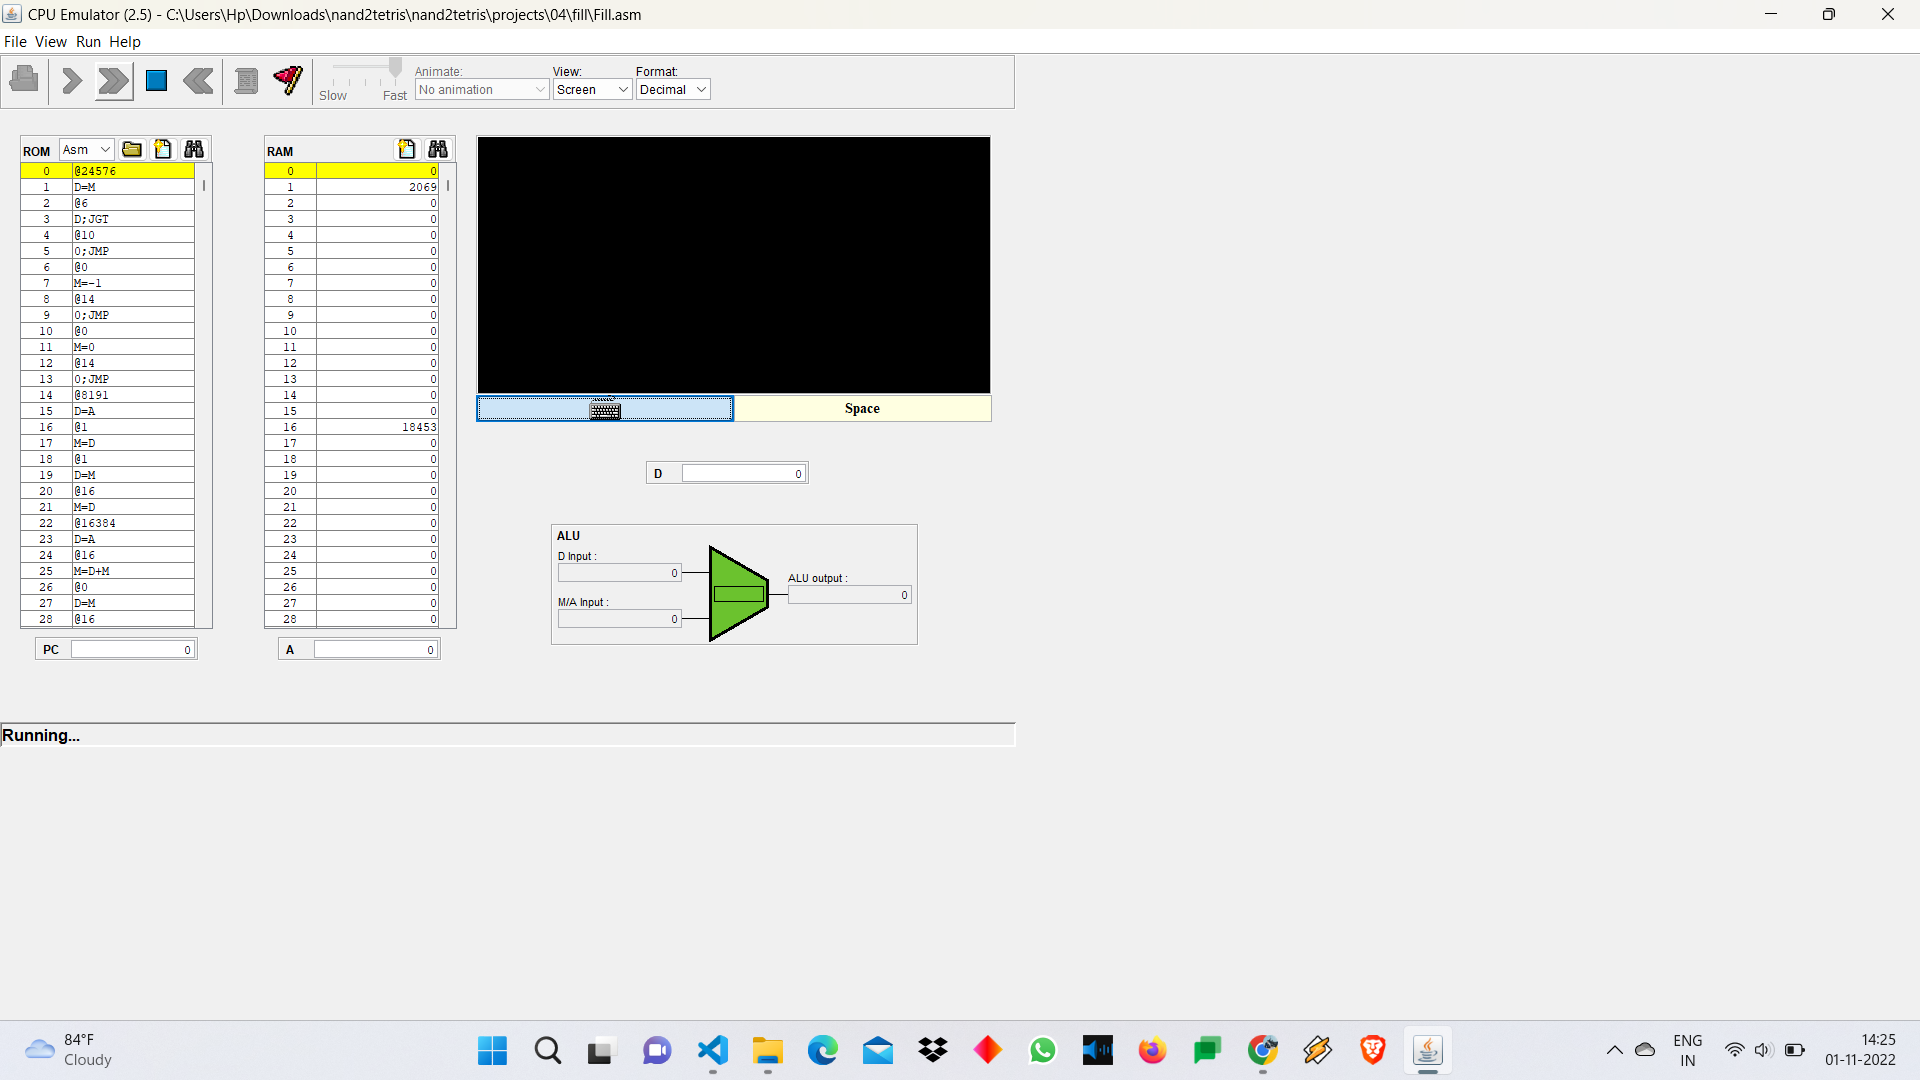 CPU Emulator (2.5) - C:\Users\Hp\Downloads\nand2tetris\nand2tetris\projects\04\fill\Fill.asm
File View Run Help
Slow Fast
Animate:
No animation
View:
Screen
Format:
Decimal
ROM Asm
0 @24576
1 D=M
2 @6
3 D;JGT
4 @10
5 0;JMP
6 @0
7 M=-1
8 @14
9 0;JMP
10 @0
11 M=0
12 @14
13 0;JMP
14 @8191
15 D=A
16 @1
17 M=D
18 @1
19 D=M
20 @16
21 M=D
22 @16384
23 D=A
24 @16
25 M=D+M
26 @0
27 D=M
28 @16
PC 0
RAM
0 0
1 2069
2 0
3 0
4 0
5 0
6 0
7 0
8 0
9 0
10 0
11 0
12 0
13 0
14 0
15 0
16 18453
17 0
18 0
19 0
20 0
21 0
22 0
23 0
24 0
25 0
26 0
27 0
28 0
A 0
Space
D 0
ALU
D Input :
0
M/A Input :
0
ALU output :
0
Running...
84°F
Cloudy
ENG
IN
14:25
01-11-2022